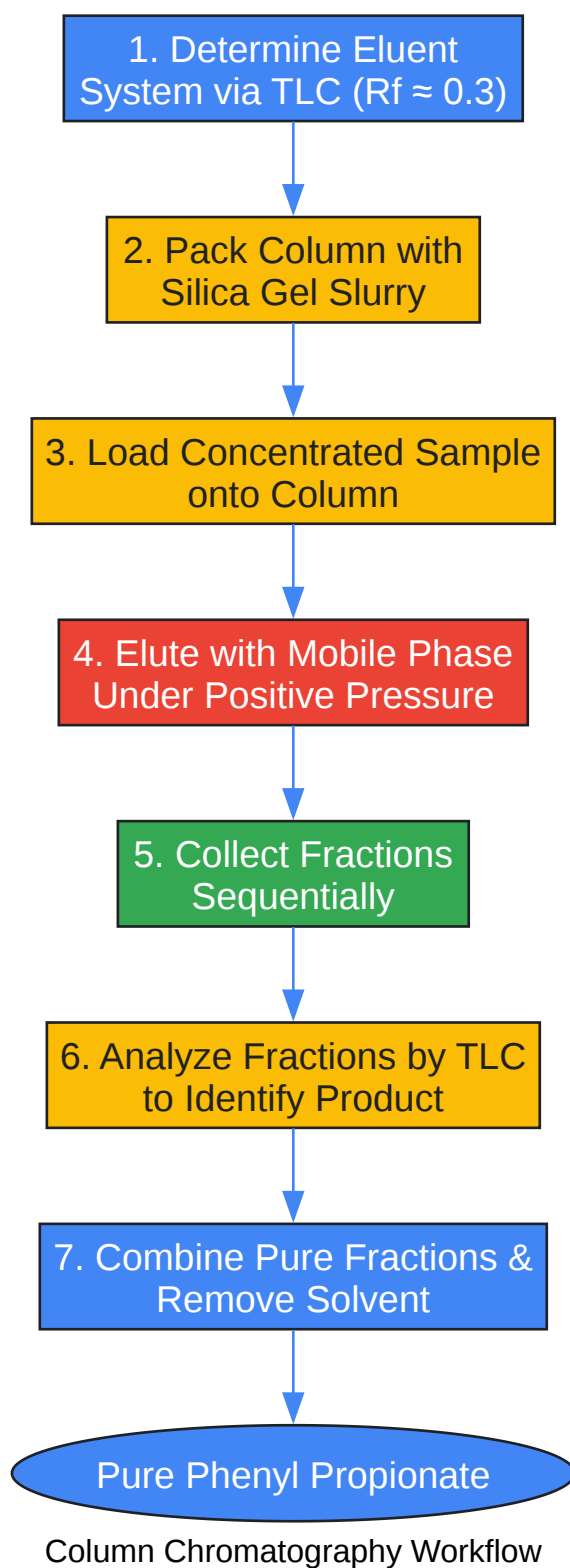 1. Determine Eluent
System via TLC (Rf ≈ 0.3)
2. Pack Column with
Silica Gel Slurry
3. Load Concentrated Sample
onto Column
4. Elute with Mobile Phase
Under Positive Pressure
5. Collect Fractions
Sequentially
6. Analyze Fractions by TLC
to Identify Product
7. Combine Pure Fractions &
Remove Solvent
Pure Phenyl Propionate
Column Chromatography Workflow